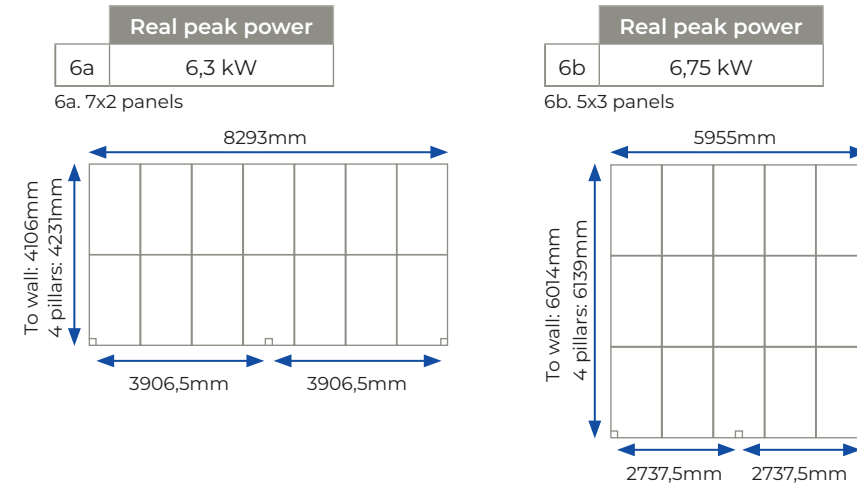 Real peak power
6a 6,3 kW
6a. 7x2 panels
8293mm
To wall: 4106mm
4 pillars: 4231mm
3906,5mm 3906,5mm
Real peak power
6b 6,75 kW
6b. 5x3 panels
5955mm
To wall: 6014mm
4 pillars: 6139mm
2737,5mm 2737,5mm